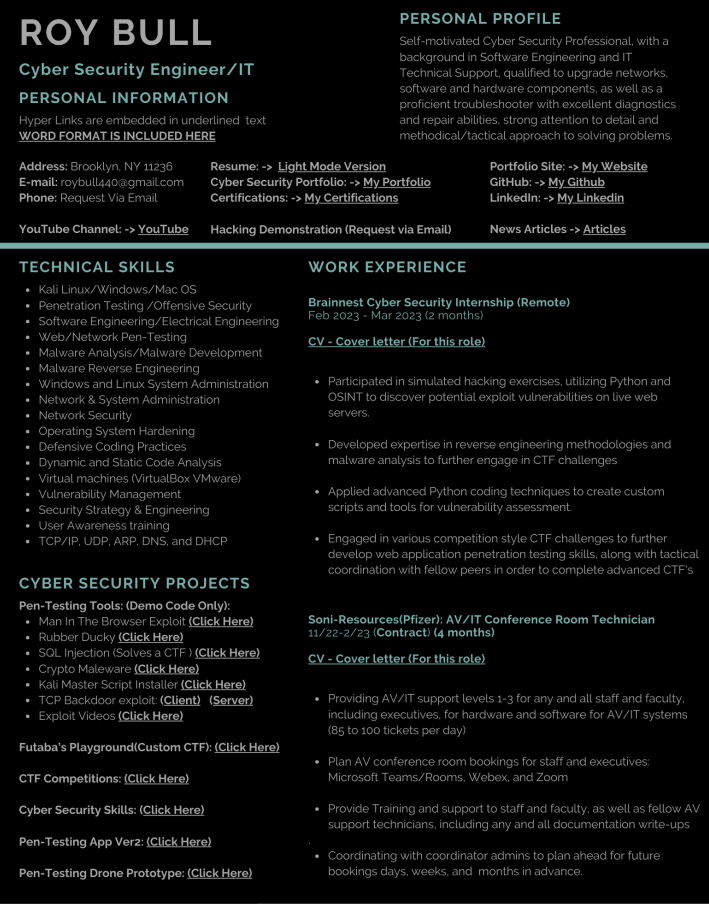 ROY BULL
Cyber Security Engineer/IT
PERSONAL INFORMATION
Hyper Links are embedded in underlined text
WORD FORMAT IS INCLUDED HERE
PERSONAL PROFILE
Self-motivated Cyber Security Professional, with a
background in Software Engineering and IT
Technical Support, qualified to upgrade networks,
software and hardware components, as well as a
proficient troubleshooter with excellent diagnostics
and repair abilities, strong attention to detail and
methodical/tactical approach to solving problems.
Address: Brooklyn, NY 11236
E-mail: roybull440@gmail.com
Phone: Request Via Email
YouTube Channel: -> YouTube
Resume: -> Light Mode Version
Cyber Security Portfolio: -> My Portfolio
Certifications: -> My Certifications
Hacking Demonstration (Request via Email)
Portfolio Site: -> My Website
GitHub: -> My Github
LinkedIn: -> My Linkedin
News Articles -> Articles
TECHNICAL SKILLS
• Kali Linux/Windows/Mac OS
• Penetration Testing /Offensive Security
• Software Engineering/Electrical Engineering
• Web/Network Pen-Testing
• Malware Analysis/Malware Development
• Malware Reverse Engineering
• Windows and Linux System Administration
• Network & System Administration
• Network Security
• Operating System Hardening
• Defensive Coding Practices
• Dynamic and Static Code Analysis
• Virtual machines (VirtualBox VMware)
• Vulnerability Management
• Security Strategy & Engineering
• User Awareness training
• TCP/IP, UDP, ARP, DNS, and DHCP
CYBER SECURITY PROJECTS
Pen-Testing Tools: (Demo Code Only):
• Man In The Browser Exploit (Click Here)
• Rubber Ducky (Click Here)
• SQL Injection (Solves a CTF ) (Click Here)
• Crypto Maleware (Click Here)
• Kali Master Script Installer (Click Here)
• TCP Backdoor exploit: (Client) (Server)
• Exploit Videos (Click Here)
Futaba's Playground(Custom CTF): (Click Here)
CTF Competitions: (Click Here)
Cyber Security Skills: (Click Here)
Pen-Testing App Ver2: (Click Here)
Pen-Testing Drone Prototype: (Click Here)
WORK EXPERIENCE
Brainnest Cyber Security Internship (Remote)
Feb 2023 - Mar 2023 (2 months)
CV - Cover letter (For this role)
• Participated in simulated hacking exercises, utilizing Python and
OSINT to discover potential exploit vulnerabilities on live web
servers.
• Developed expertise in reverse engineering methodologies and
malware analysis to further engage in CTF challenges
• Applied advanced Python coding techniques to create custom
scripts and tools for vulnerability assessment.
• Engaged in various competition style CTF challenges to further
develop web application penetration testing skills, along with tactical
coordination with fellow peers in order to complete advanced CTF's
Soni-Resources(Pfizer): AV/IT Conference Room Technician
11/22-2/23 (Contract) (4 months)
CV - Cover letter (For this role)
• Providing AV/IT support levels 1-3 for any and all staff and faculty,
including executives, for hardware and software for AV/IT systems
(85 to 100 tickets per day)
• Plan AV conference room bookings for staff and executives:
Microsoft Teams/Rooms, Webex, and Zoom
• Provide Training and support to staff and faculty, as well as fellow AV
support technicians, including any and all documentation write-ups
.
• Coordinating with coordinator admins to plan ahead for future
bookings days, weeks, and months in advance.